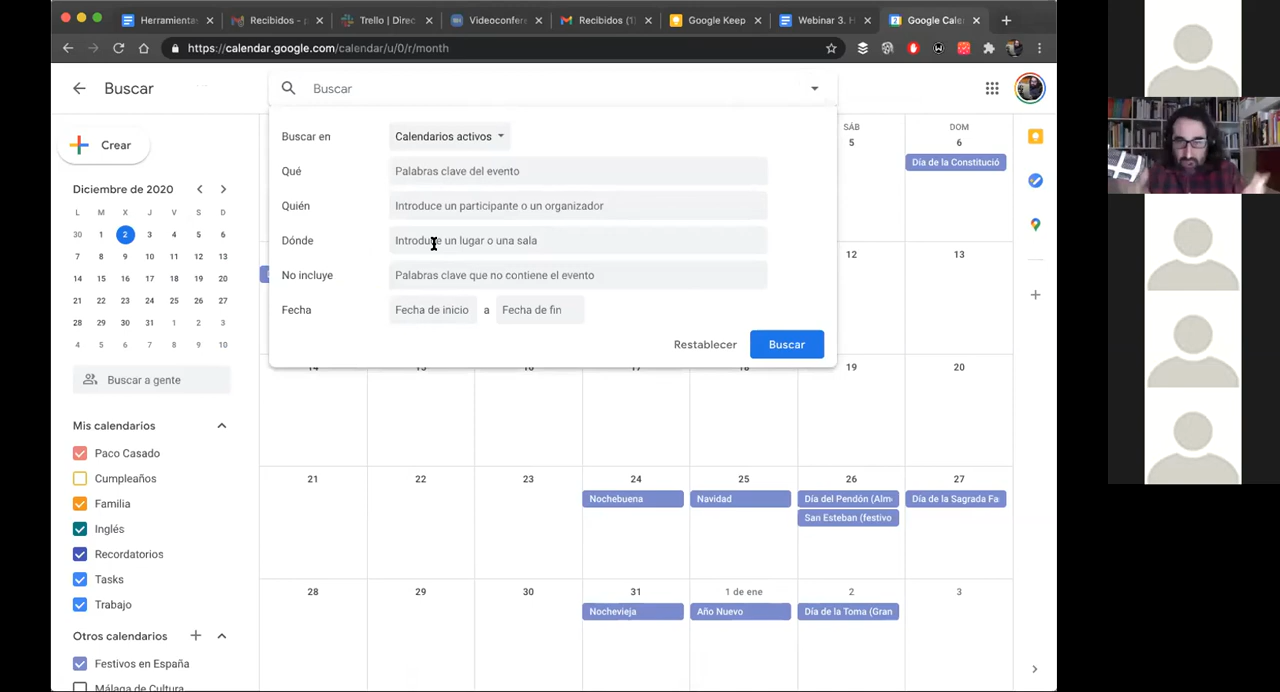 Herramientas
Recibidos - p
Trello | Direc
Videoconfere
Recibidos (1)
Google Keep
Webinar 3. H
Google Cale
https://calendar.google.com/calendar/u/0/r/month
Buscar
Buscar
Crear
Buscar en
Calendarios activos
Qué
Palabras clave del evento
Quién
Introduce un participante o un organizador
Dónde
Introduce un lugar o una sala
No incluye
Palabras clave que no contiene el evento
Fecha
Fecha de inicio
a
Fecha de fin
Restablecer
Buscar
Diciembre de 2020
L M X J V S D
30 1 2 3 4 5 6
7 8 9 10 11 12 13
14 15 16 17 18 19 20
21 22 23 24 25 26 27
28 29 30 31 1 2 3
4 5 6 7 8 9 10
Buscar a gente
Mis calendarios
Paco Casado
Cumpleaños
Familia
Inglés
Recordatorios
Tasks
Trabajo
Otros calendarios
Festivos en España
Málaga de Cultura
SÁB DOM
5 6
Día de la Constitució
12 13
14 15 16 17 18 19 20
21 22 23 24 25 26 27
Nochebuena
Navidad
Día del Pendón (Alm
Día de la Sagrada Fa
San Esteban (festivo
28 29 30 31 1 de ene 2 3
Nochevieja
Año Nuevo
Día de la Toma (Gran